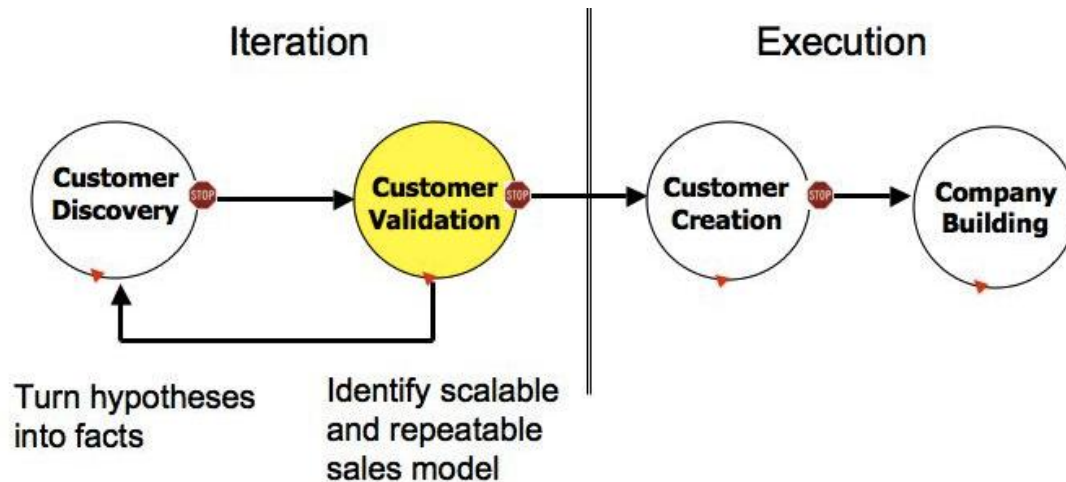 Iteration
Execution
Customer
Discovery
STOP
Customer
Validation
STOP
Customer
Creation
STOP
Company
Building
Turn hypotheses
into facts
Identify scalable
and repeatable
sales model